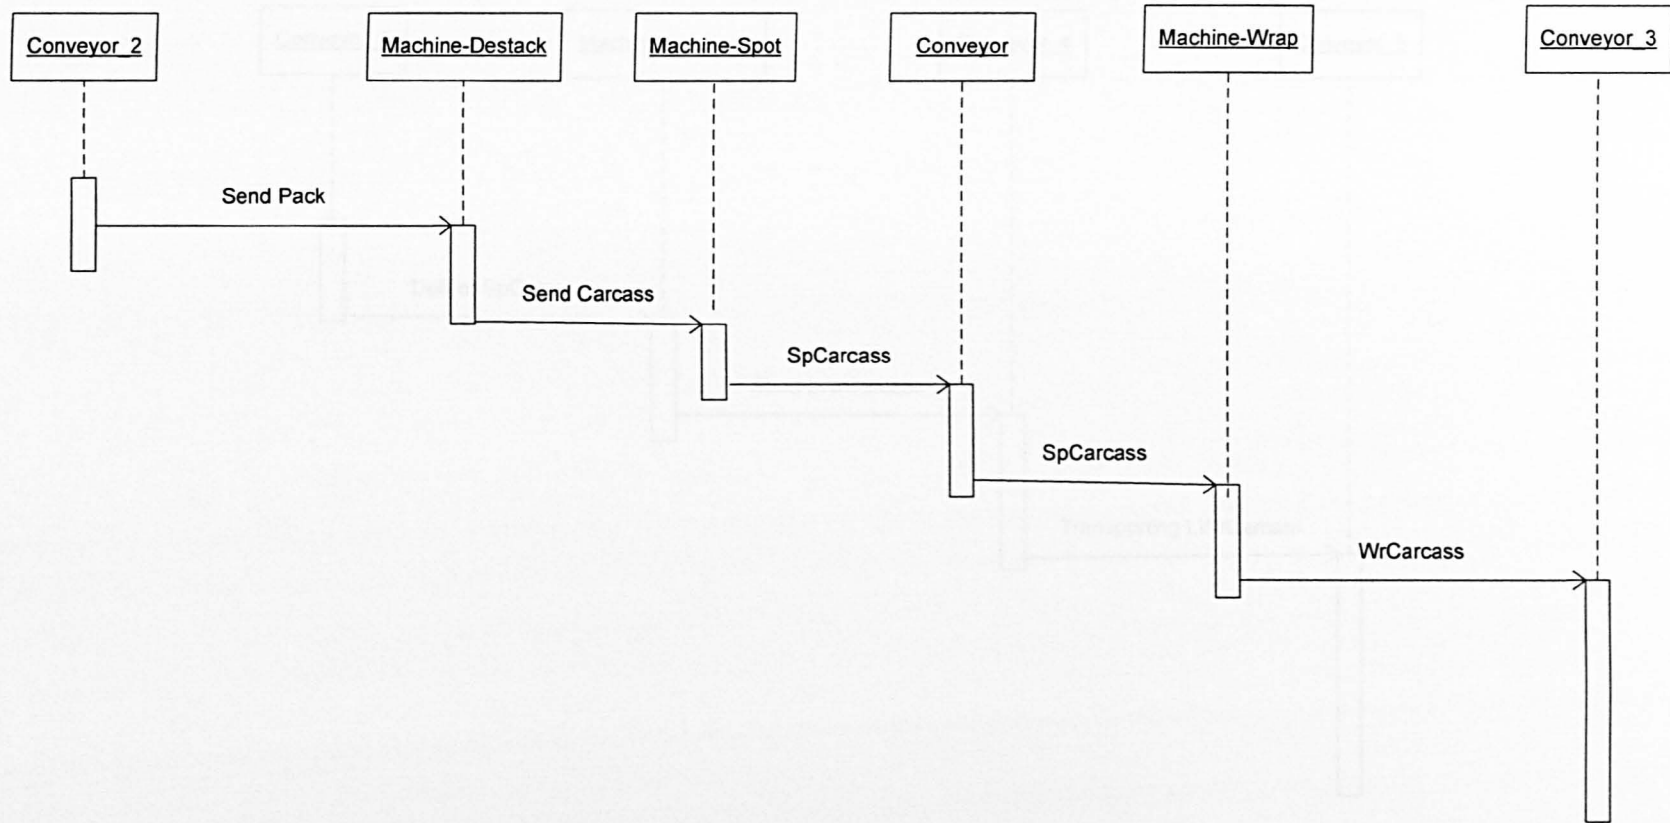 Conveyor_2
Machine-Destack
Machine-Spot
Conveyor
Machine-Wrap
Conveyor_3
Send Pack
Send Carcass
SpCarcass
SpCarcass
WrCarcass